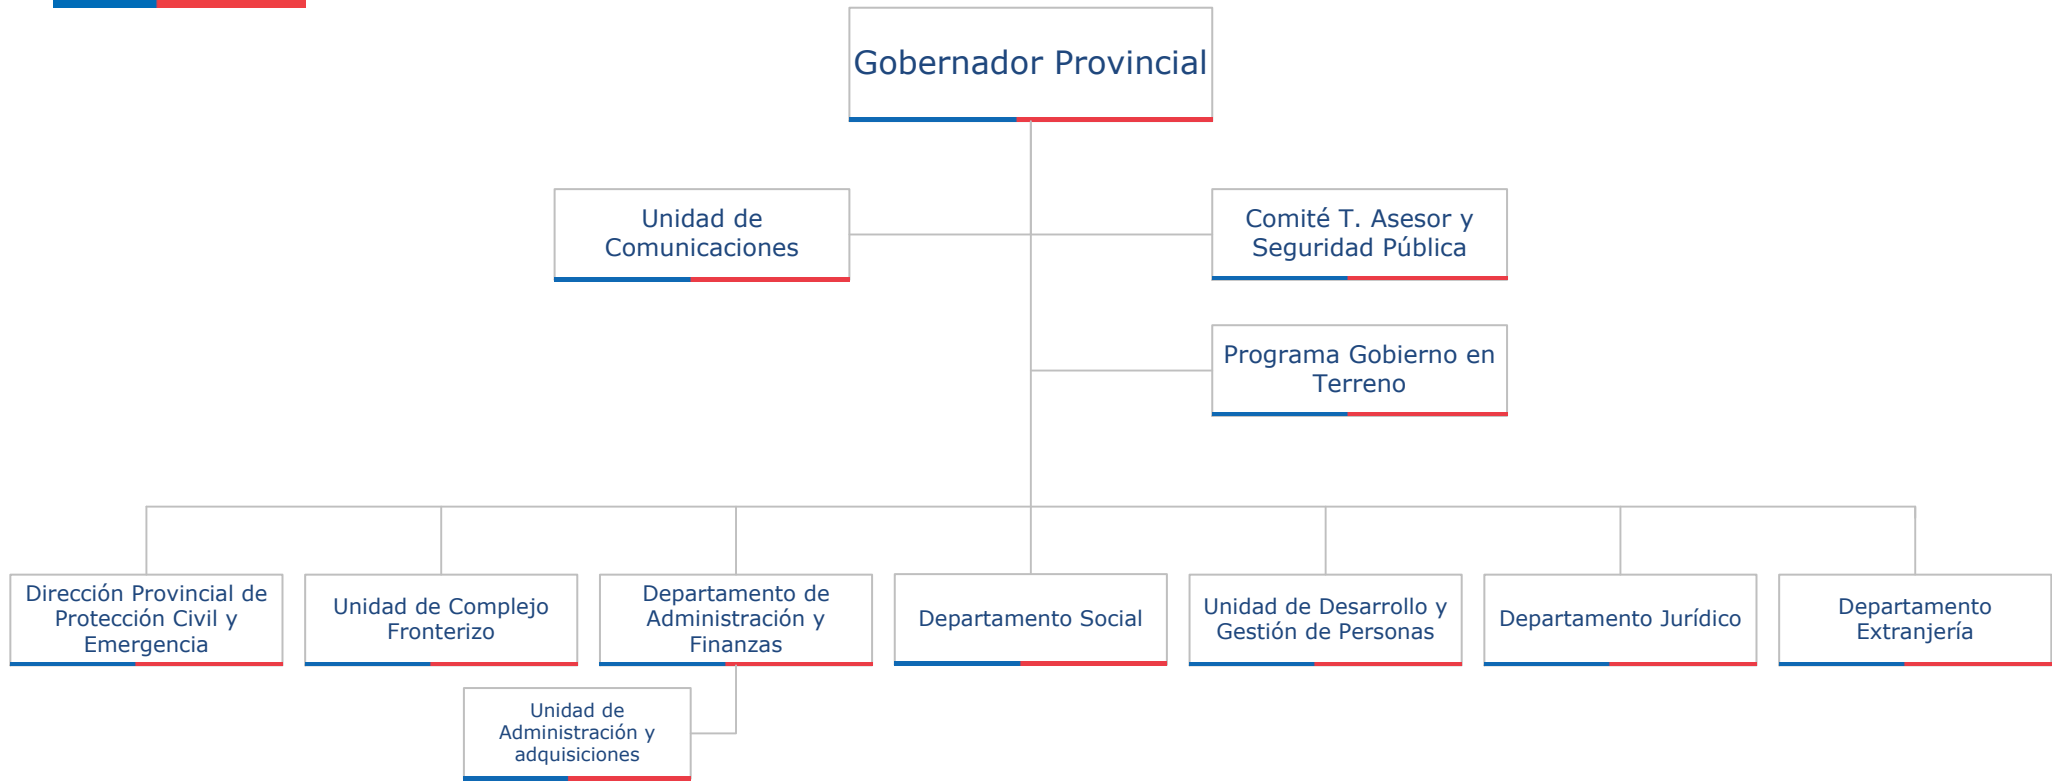 Gobernador Provincial
Unidad de
Comunicaciones
Comité T. Asesor y
Seguridad Pública
Programa Gobierno en
Terreno
Dirección Provincial de
Protección Civil y
Emergencia
Unidad de Complejo
Fronterizo
Departamento de
Administración y
Finanzas
Departamento Social
Unidad de Desarrollo y
Gestión de Personas
Departamento Jurídico
Departamento
Extranjería
Unidad de
Administración y
adquisiciones